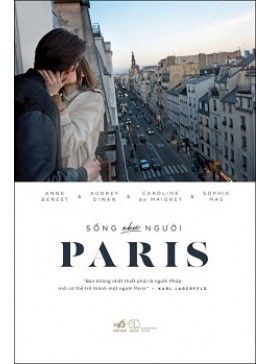 ANNE BEREST & AUDREY DIWAN & CAROLINE de MAIGRET & SOPHIE MAS
SỐNG như NGƯỜI
PARIS
"Bạn không nhất thiết phải là người Pháp
mới có thể trở thành một người Paris." - KARL LAGERFELD